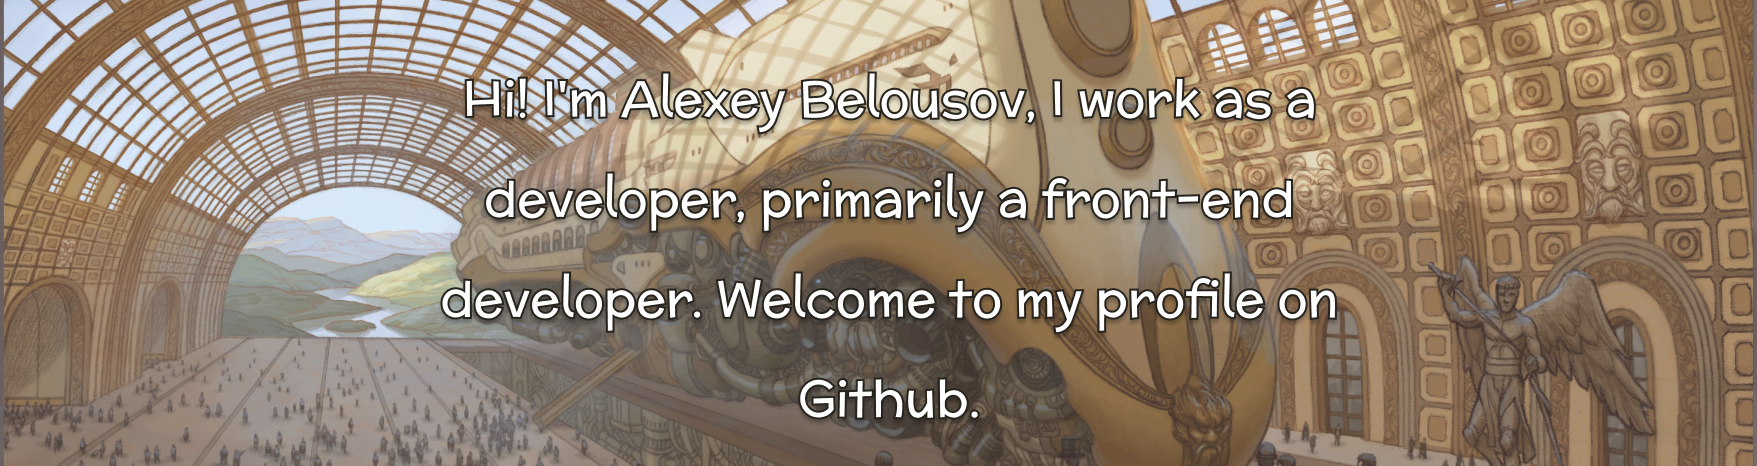 Hi! I'm Alexey Belousov, I work as a
developer, primarily a front-end
developer. Welcome to my profile on
Github.